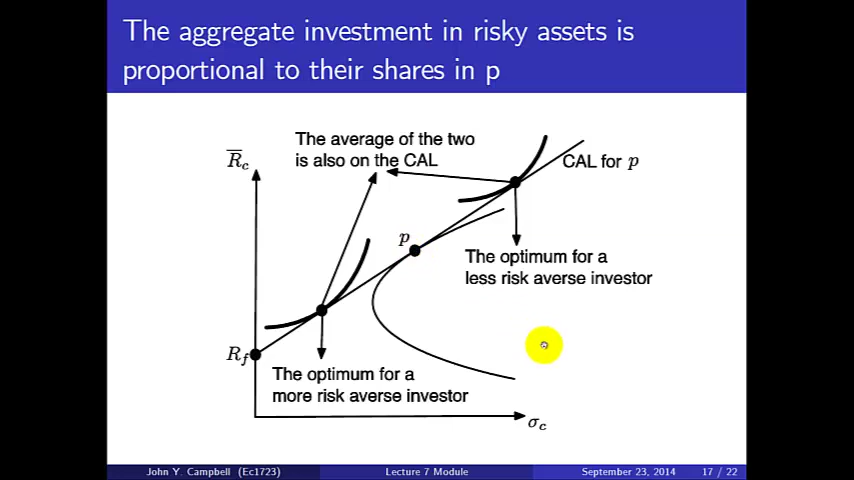 The aggregate investment in risky assets is
proportional to their shares in p
The average of the two
is also on the CAL
R̅c
CAL for p
p
The optimum for a
less risk averse investor
Rf
The optimum for a
more risk averse investor
σc
John Y. Campbell (Ec1723)
Lecture 7 Module
September 23, 2014
17 / 22